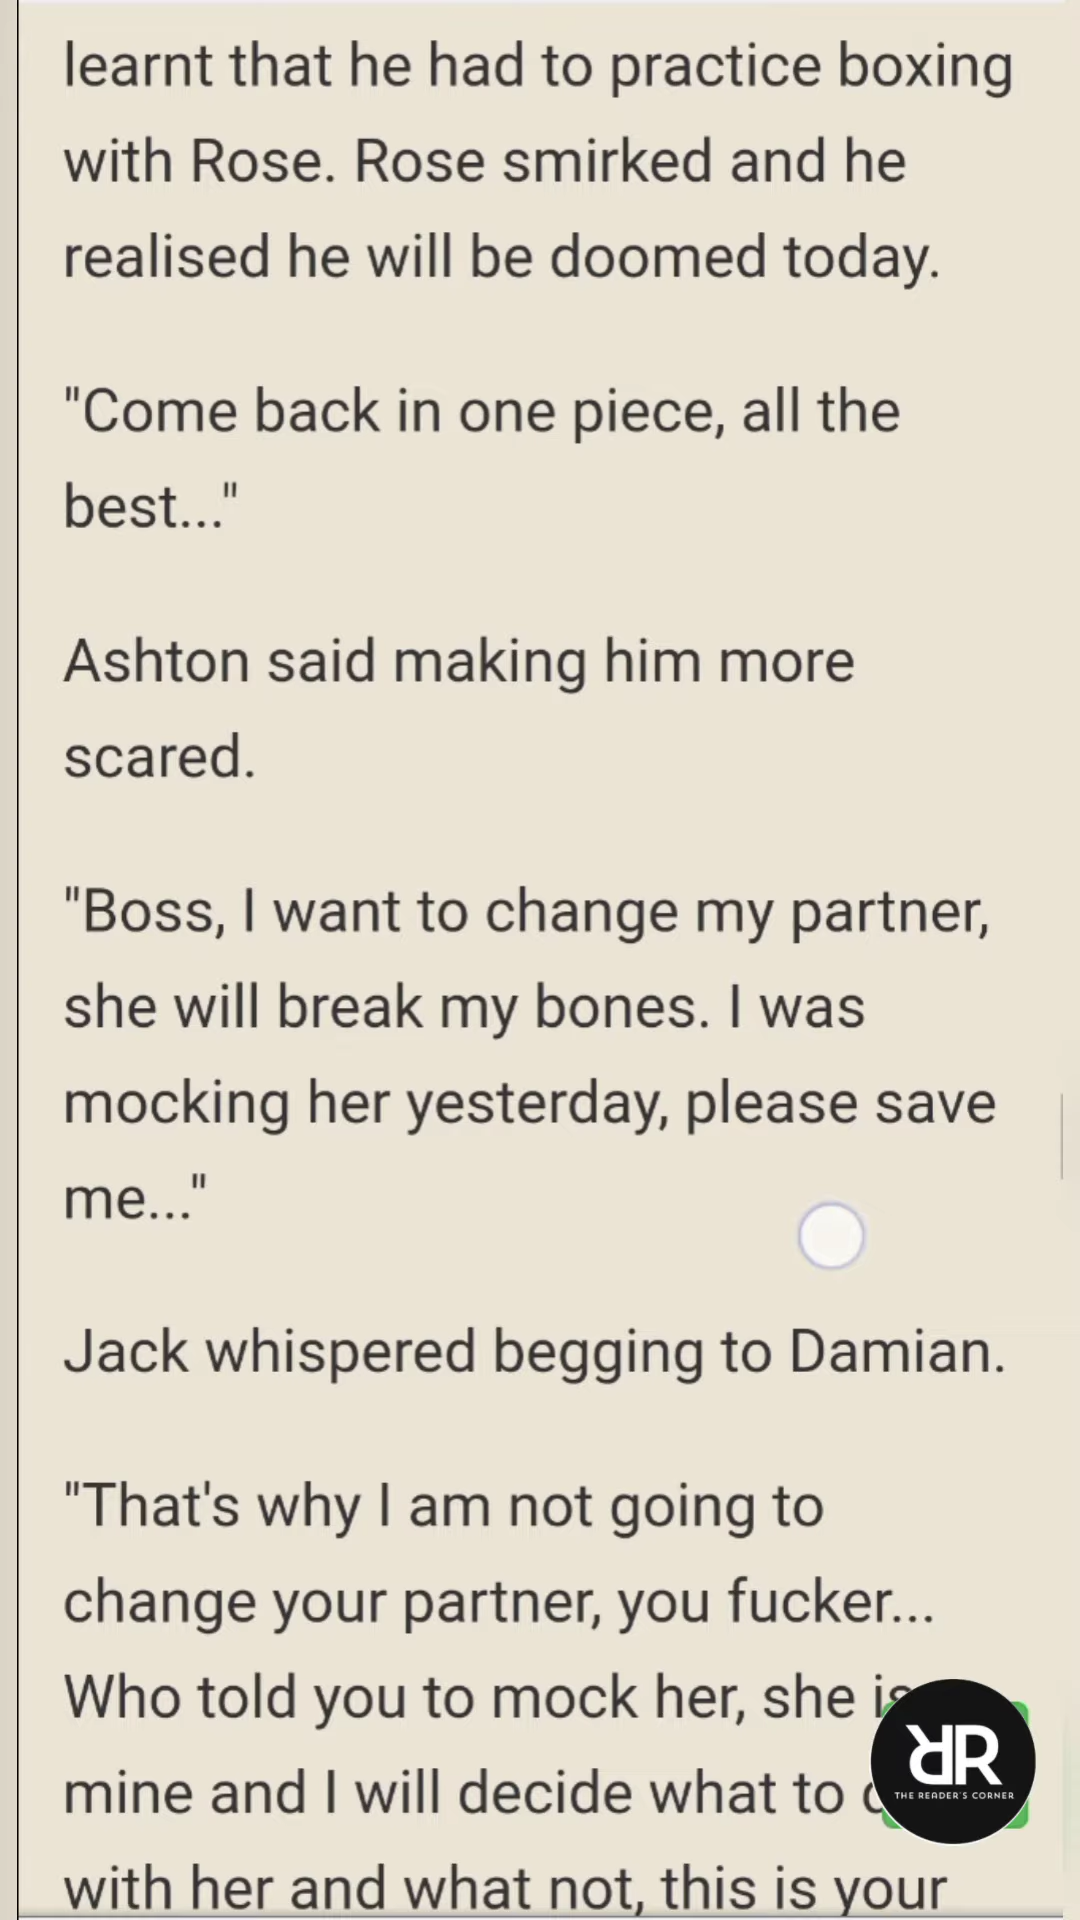 learnt that he had to practice boxing
with Rose. Rose smirked and he
realised he will be doomed today.
"Come back in one piece, all the
best..."
Ashton said making him more
scared.
"Boss, I want to change my partner,
she will break my bones. I was
mocking her yesterday, please save
me..."
Jack whispered begging to Damian.
"That's why I am not going to
change your partner, you fucker...
Who told you to mock her, she is
mine and I will decide what to
with her and what not, this is your
RR
THE READER'S CORNER